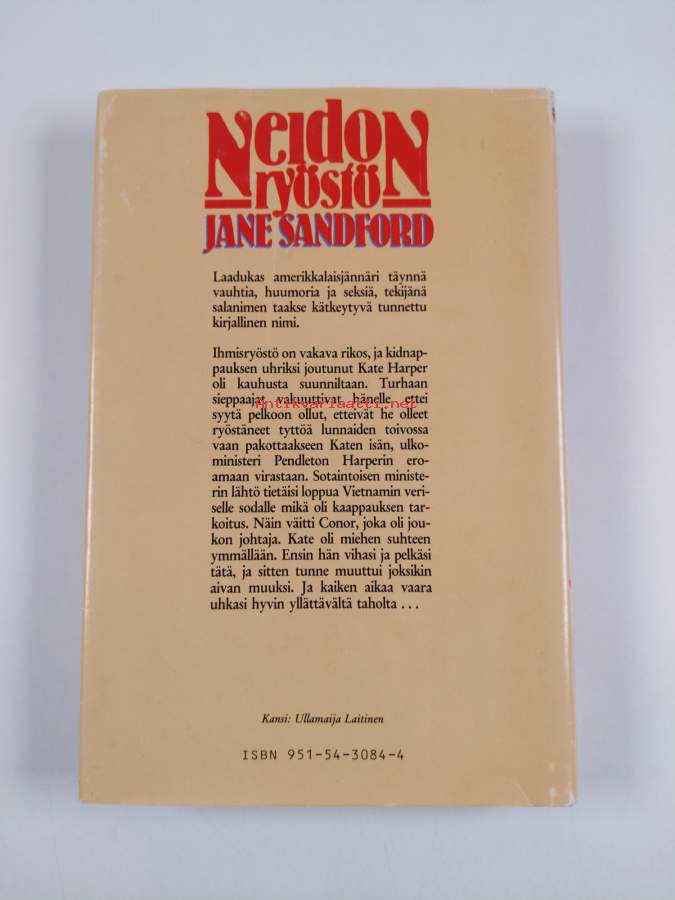 Neidon
ryöstö
JANE SANDFORD
Laadukas amerikkalaisjännäri täynnä
vauhtia, huumoria ja seksiä, tekijänä
salanimen taakse kätkeytyvä tunnettu
kirjallinen nimi.
Ihmisryöstö on vakava rikos, ja kidnap-
pauksen uhriksi joutunut Kate Harper
oli kauhusta suunniltaan. Turhaan
sieppaajat vakuuttivat hänelle, ettei
Antikvariaatti.net
syytä pelkoon ollut, etteivät he olleet
ryöstäneet tyttöä lunnaiden toivossa
vaan pakottaakseen Katen isän, ulko-
ministeri Pendleton Harperin ero-
amaan virastaan. Sotaintoisen ministe-
rin lähtö tietäisi loppua Vietnamin veri-
selle sodalle mikä oli kaappauksen tar-
koitus. Näin väitti Conor, joka oli jou-
kon johtaja. Kate oli miehen suhteen
ymmällään. Ensin hän vihasi ja pelkäsi
tätä, ja sitten tunne muuttui joksikin
aivan muuksi. Ja kaiken aikaa vaara
uhkasi hyvin yllättävältä taholta . . .
Kansi: Ullamaija Laitinen
ISBN 951-54-3084-4